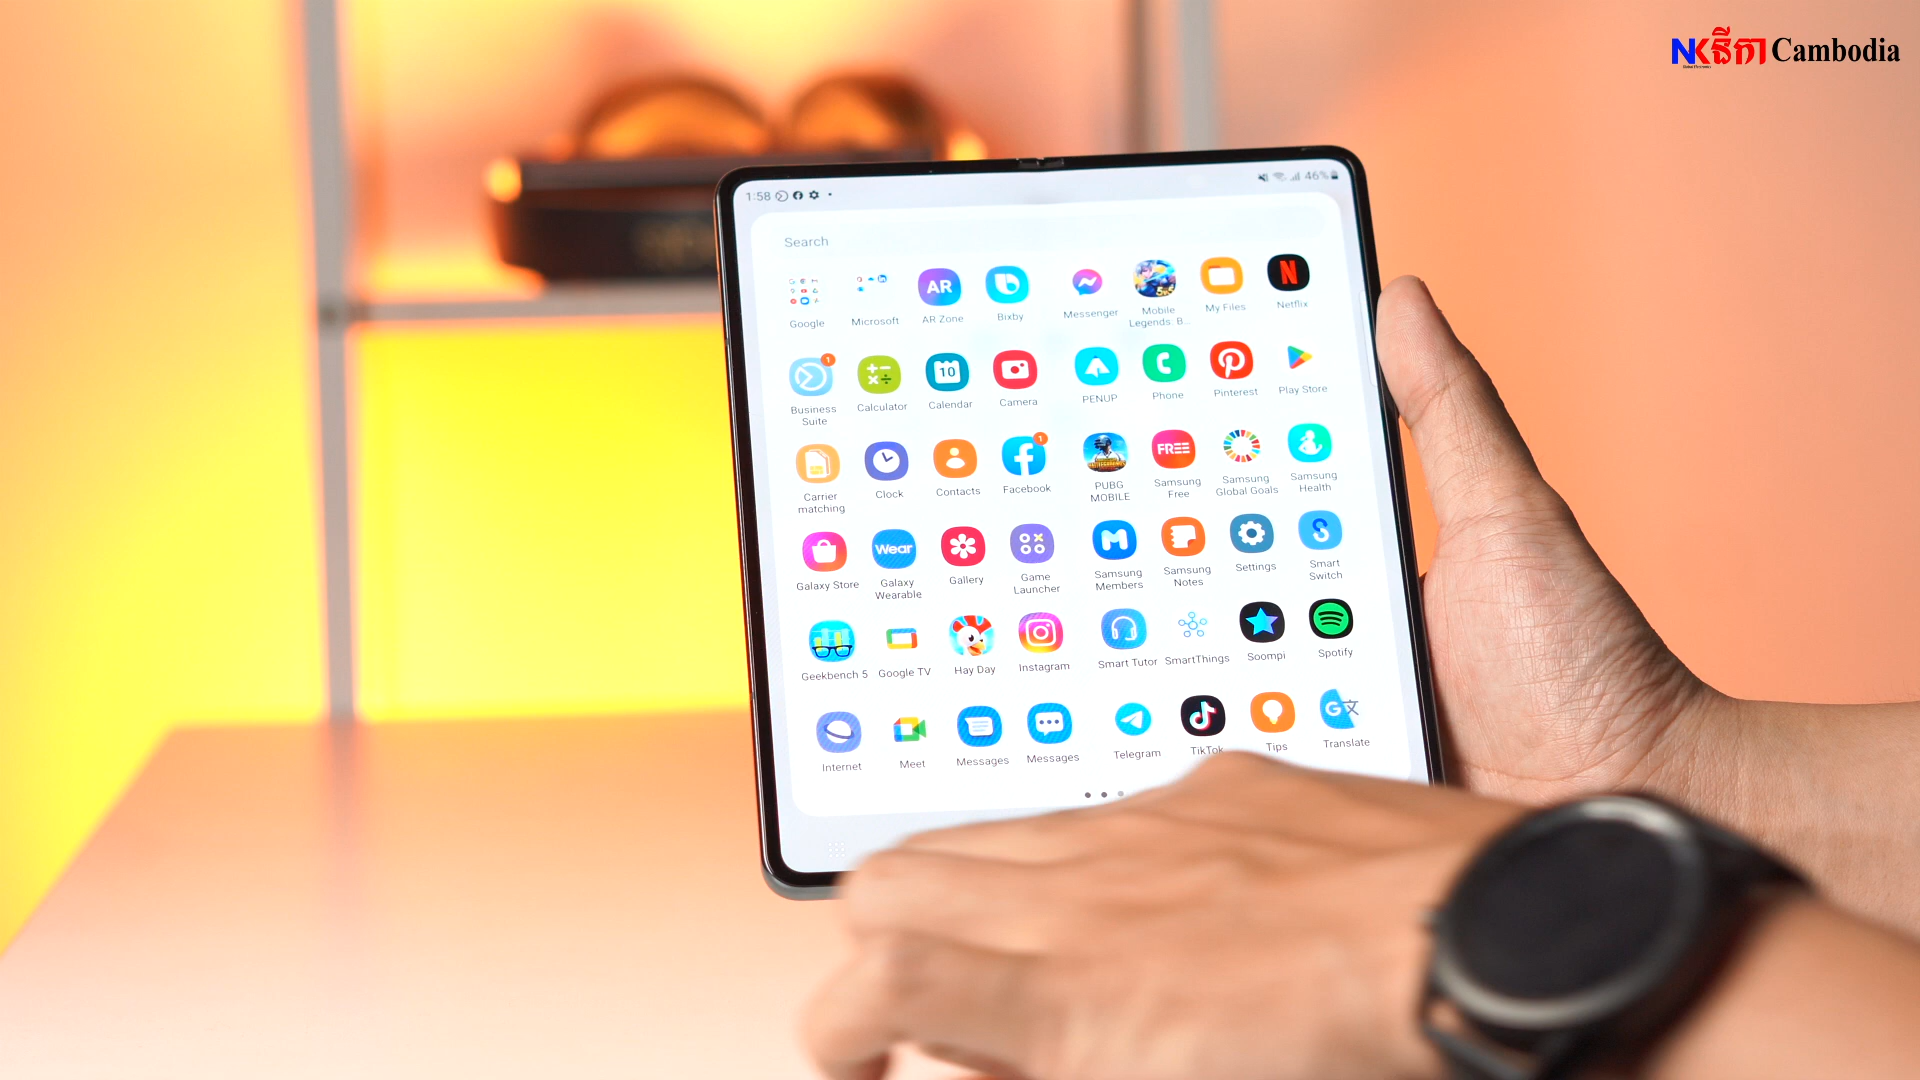 NKនីកា Cambodia
1:58
46%
Search
Google
Microsoft
AR
AR Zone
Bixby
Messenger
5v5
Mobile
Legends: B...
My Files
N
Netflix
1
Business
Suite
Calculator
10
Calendar
Camera
PENUP
Phone
Pinterest
Play Store
Carrier
matching
Clock
Contacts
1
Facebook
PUBG
MOBILE
FREE
Samsung
Free
Samsung
Global Goals
Samsung
Health
Galaxy Store
Wear
Galaxy
Wearable
Gallery
Game
Launcher
Samsung
Members
Samsung
Notes
Settings
Smart
Switch
Geekbench 5
Google TV
Hay Day
Instagram
Smart Tutor
SmartThings
Soompi
Spotify
Internet
Meet
Messages
Messages
Telegram
TikTok
Tips
G文
Translate